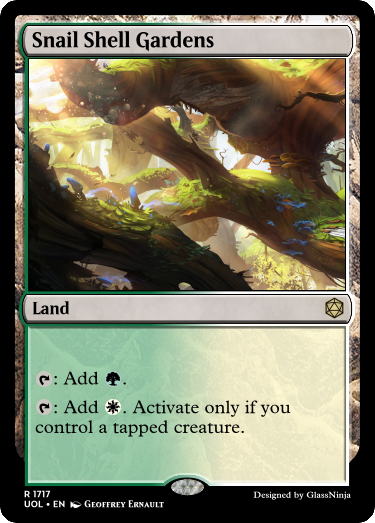 Snail Shell Gardens
Land
: Add .
: Add . Activate only if you
control a tapped creature.
R 1717
UOL • EN Geoffrey Ernault
Designed by GlassNinja